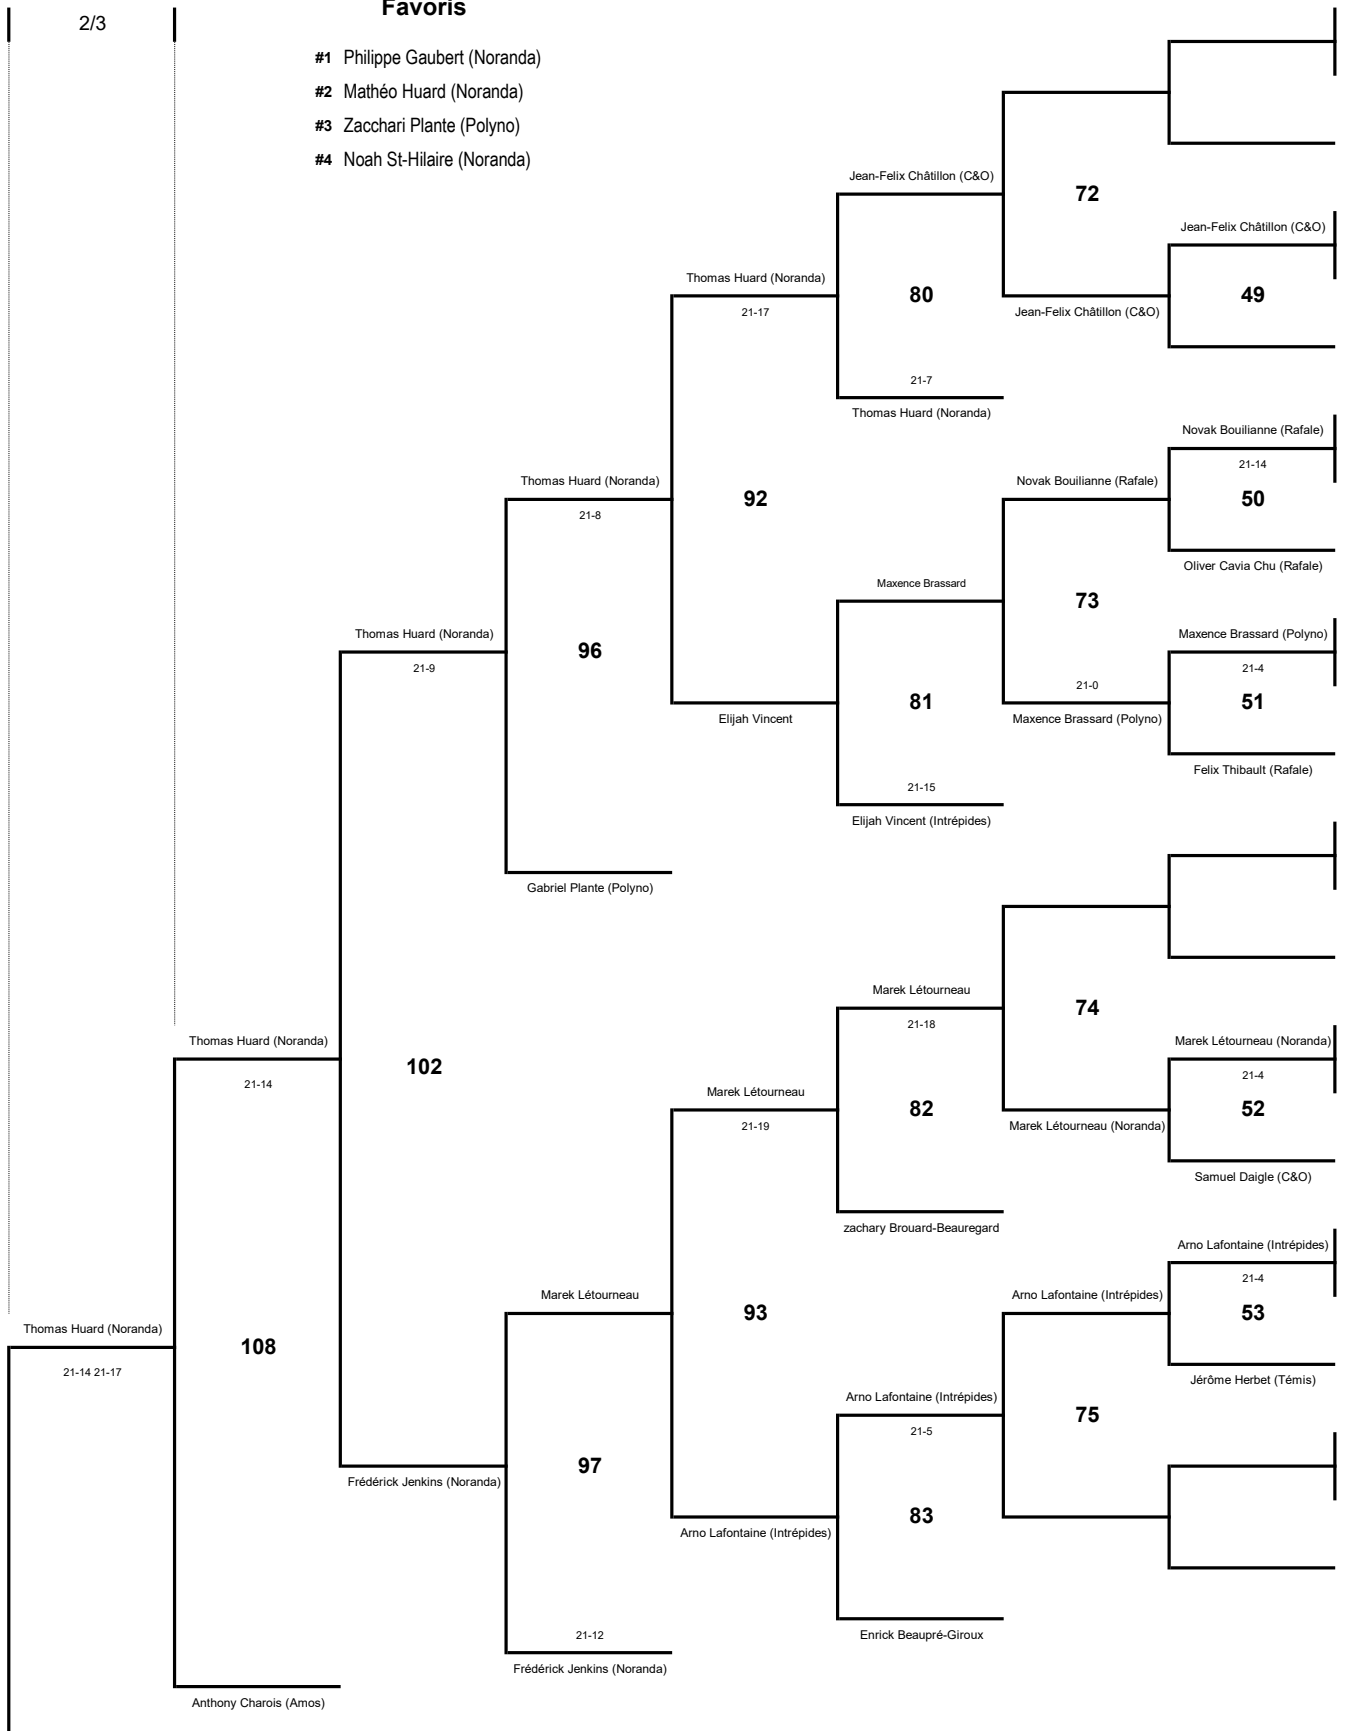 Favoris
2/3
#1 Philippe Gaubert (Noranda)
#2 Mathéo Huard (Noranda)
#3 Zacchari Plante (Polyno)
#4 Noah St-Hilaire (Noranda)
Jean-Felix Châtillon (C&O)
72
Jean-Felix Châtillon (C&O)
Thomas Huard (Noranda)
80
49
21-17
Jean-Felix Châtillon (C&O)
21-7
Thomas Huard (Noranda)
Novak Bouilianne (Rafale)
21-14
Thomas Huard (Noranda)
Novak Bouilianne (Rafale)
92
50
21-8
Oliver Cavia Chu (Rafale)
Maxence Brassard
73
Thomas Huard (Noranda)
Maxence Brassard (Polyno)
96
21-9
21-4
21-0
81
51
Elijah Vincent
Maxence Brassard (Polyno)
Felix Thibault (Rafale)
21-15
Elijah Vincent (Intrépides)
Gabriel Plante (Polyno)
Marek Létourneau
74
21-18
Thomas Huard (Noranda)
Marek Létourneau (Noranda)
102
21-14
21-4
Marek Létourneau
82
52
21-19
Marek Létourneau (Noranda)
Samuel Daigle (C&O)
zachary Brouard-Beauregard
Arno Lafontaine (Intrépides)
21-4
Marek Létourneau
Arno Lafontaine (Intrépides)
93
53
Thomas Huard (Noranda)
108
21-14 21-17
Jérôme Herbet (Témis)
Arno Lafontaine (Intrépides)
75
21-5
97
Frédérick Jenkins (Noranda)
83
Arno Lafontaine (Intrépides)
21-12
Enrick Beaupré-Giroux
Frédérick Jenkins (Noranda)
Anthony Charois (Amos)